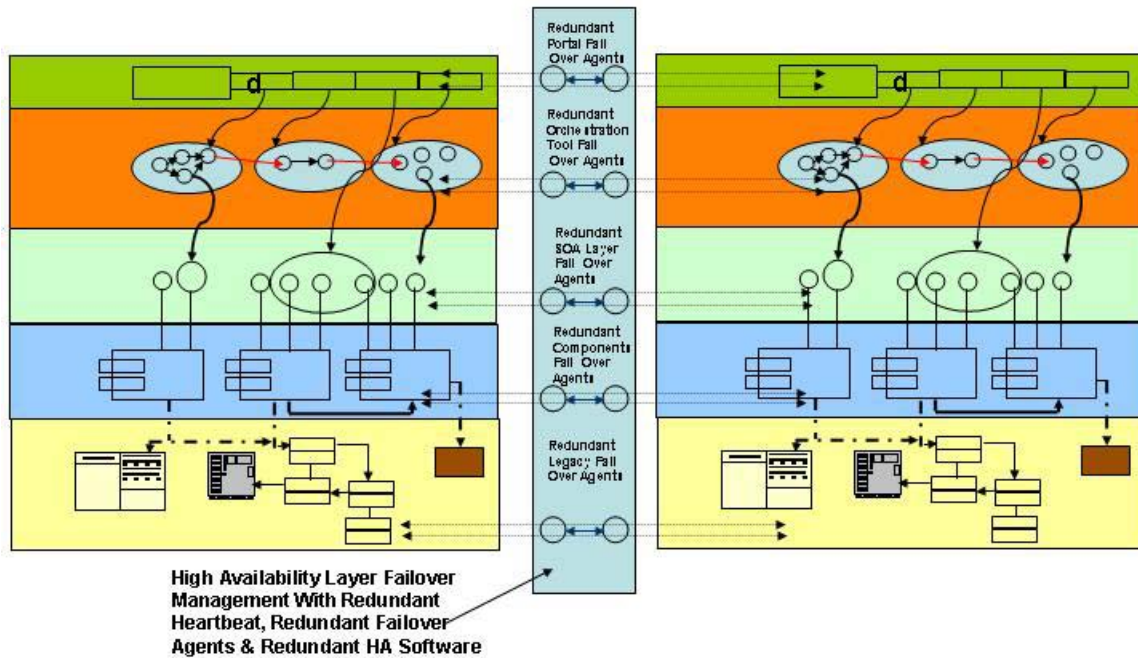 Redundant
Portal Fail
Over Agents
d
d
Redundant
Orchestration
Tool Fail
Over Agents
Redundant
SOA Layer
Fail Over
Agents
Redundant
Components
Fail Over
Agents
Redundant
Legacy Fail
Over Agents
High Availability Layer Failover
Management With Redundant
Heartbeat, Redundant Failover
Agents & Redundant HA Software